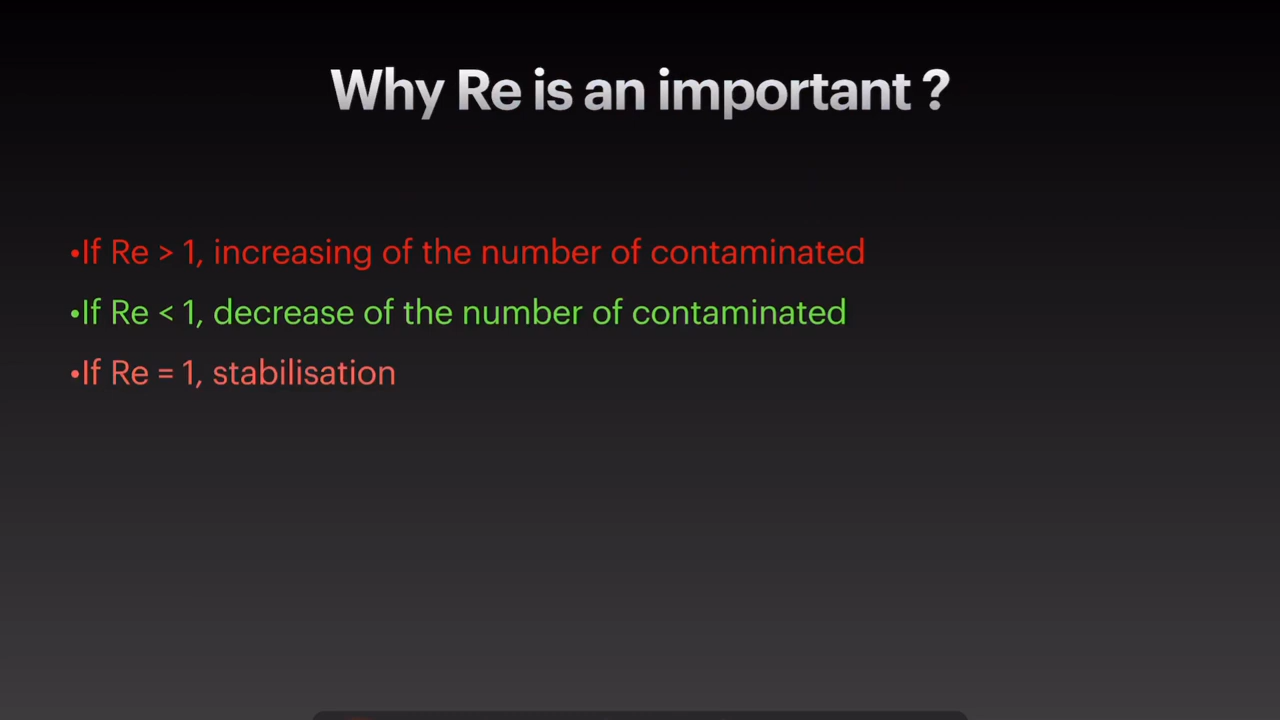 Why Re is an important ?
•If Re > 1, increasing of the number of contaminated
•If Re < 1, decrease of the number of contaminated
•If Re = 1, stabilisation